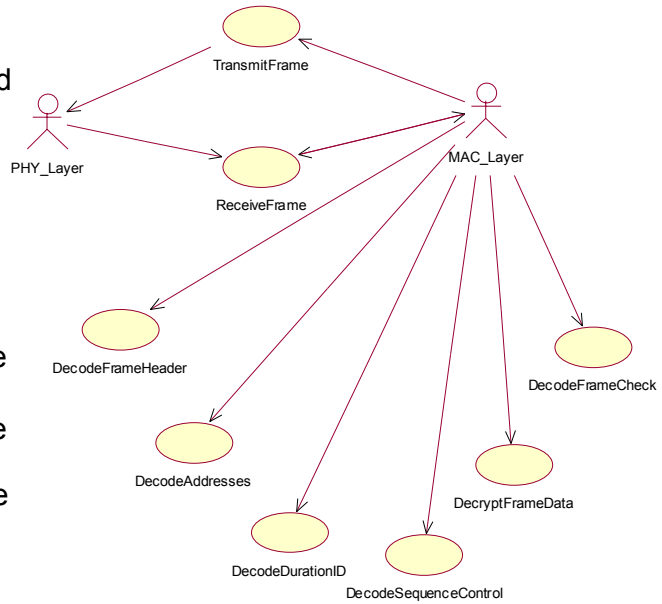 TransmitFrame
d
PHY_Layer
MAC_Layer
ReceiveFrame
e
DecodeFrameHeader
DecodeFrameCheck
e
DecodeAddresses
e
DecryptFrameData
DecodeDurationID
DecodeSequenceControl